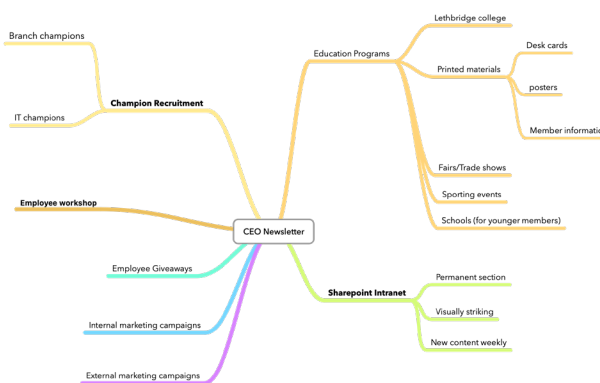 Branch champions
Champion Recruitment
IT champions
Employee workshop
CEO Newsletter
Employee Giveaways
Internal marketing campaigns
External marketing campaigns
Education Programs
Lethbridge college
Printed materials
Desk cards
posters
Member informatio
Fairs/Trade shows
Sporting events
Schools (for younger members)
Sharepoint Intranet
Permanent section
Visually striking
New content weekly